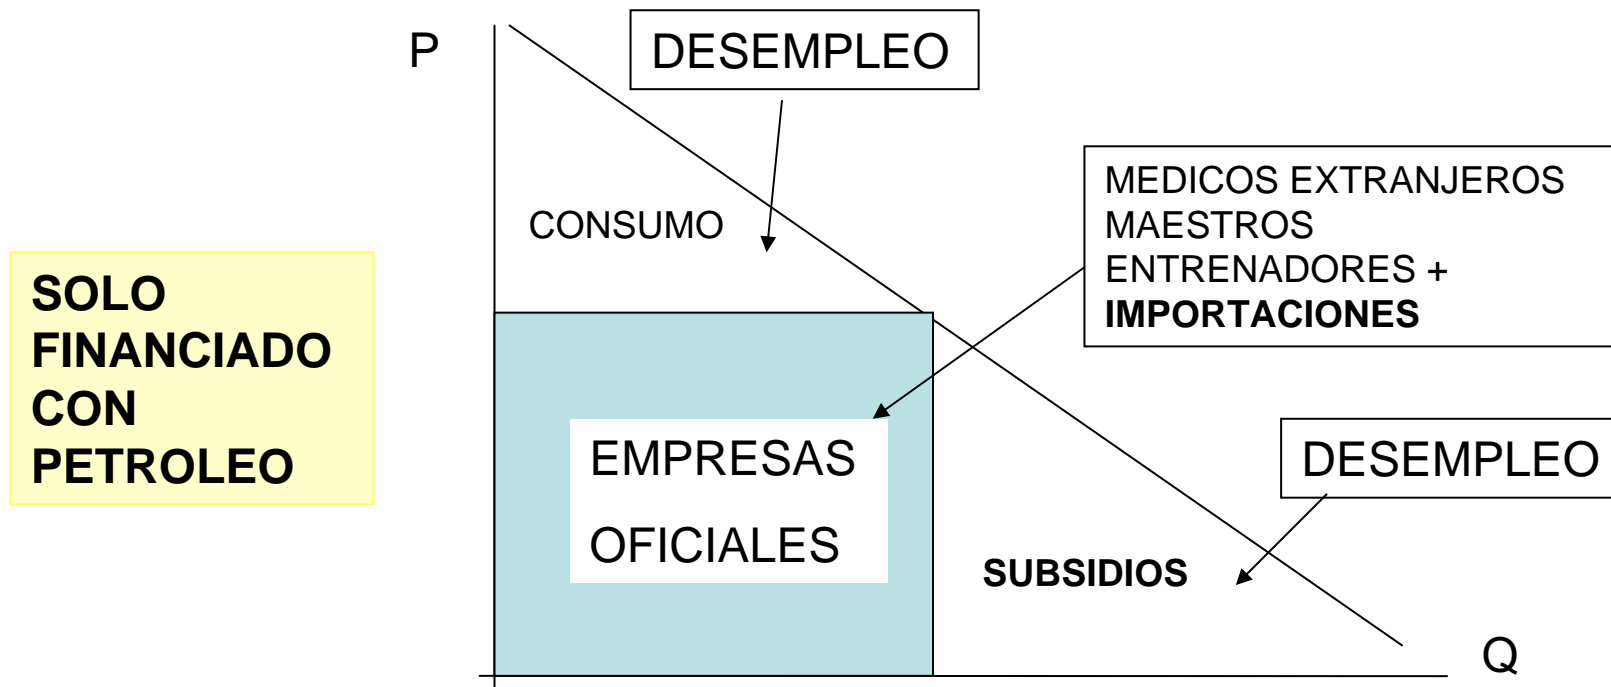 P
DESEMPLEO
MEDICOS EXTRANJEROS
MAESTROS
ENTRENADORES +
IMPORTACIONES
CONSUMO
SOLO
FINANCIADO
CON
PETROLEO
EMPRESAS
OFICIALES
DESEMPLEO
SUBSIDIOS
Q